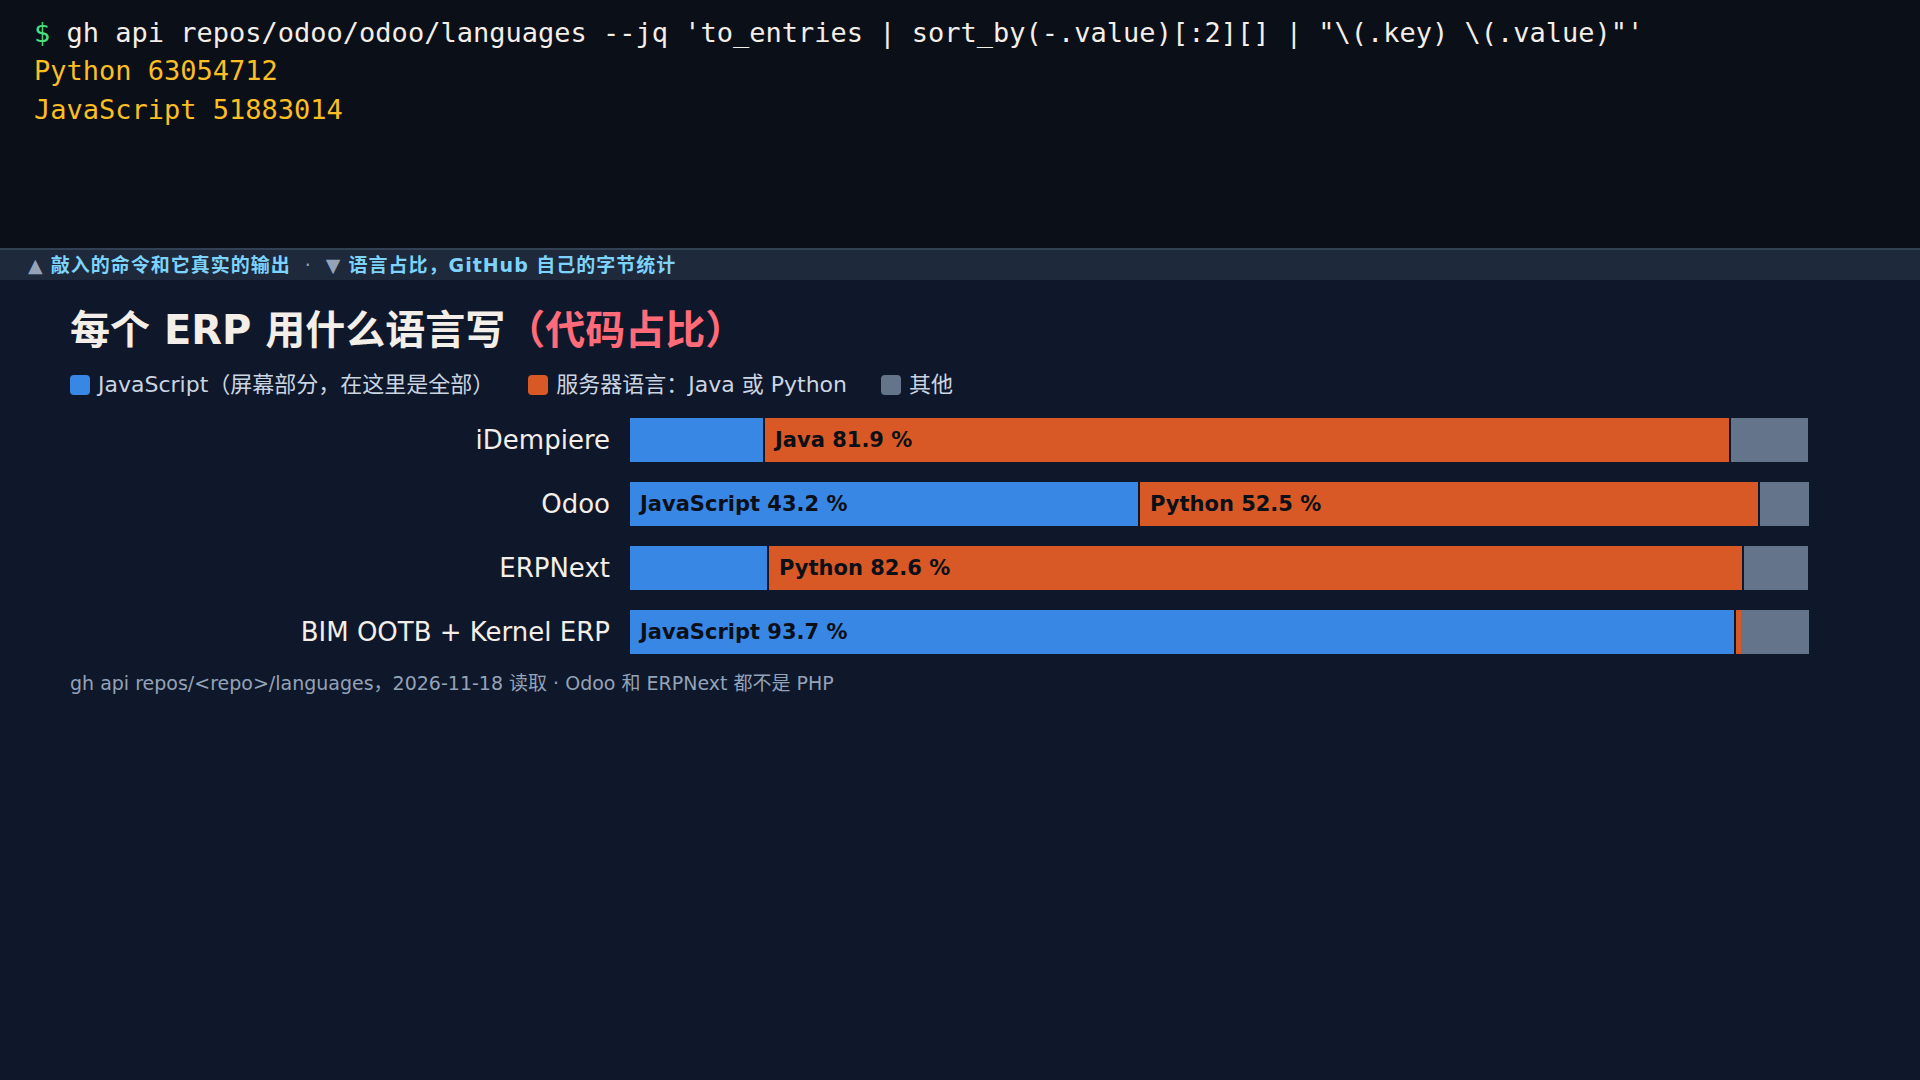 $ gh api repos/odoo/odoo/languages --jq 'to_entries | sort_by(-.value)[:2][] | "\(.key) \(.value)"'
Python 63054712
JavaScript 51883014
▲ 敲入的命令和它真实的输出 · ▼ 语言占比，GitHub 自己的字节统计
每个 ERP 用什么语言写（代码占比）
JavaScript（屏幕部分，在这里是全部） 服务器语言：Java 或 Python 其他
iDempiere Java 81.9 %
Odoo JavaScript 43.2 % Python 52.5 %
ERPNext Python 82.6 %
BIM OOTB + Kernel ERP JavaScript 93.7 %
gh api repos/<repo>/languages，2026-11-18 读取 · Odoo 和 ERPNext 都不是 PHP